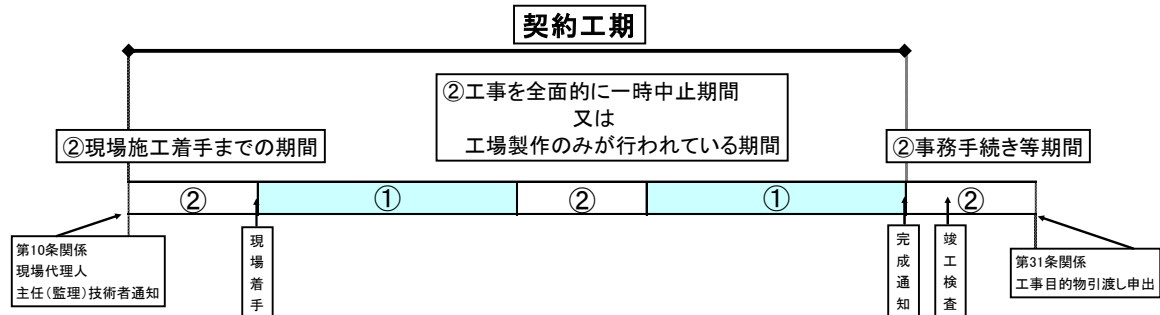 契約工期
②工事を全面的に一時中止期間
又は
工場製作のみが行われている期間
②現場施工着手までの期間
②事務手続き等期間
②
①
②
①
②
第10条関係
現場代理人
主任(監理)技術者通知
現場着手
完成通知
竣工検査
第31条関係
工事目的物引渡し申出